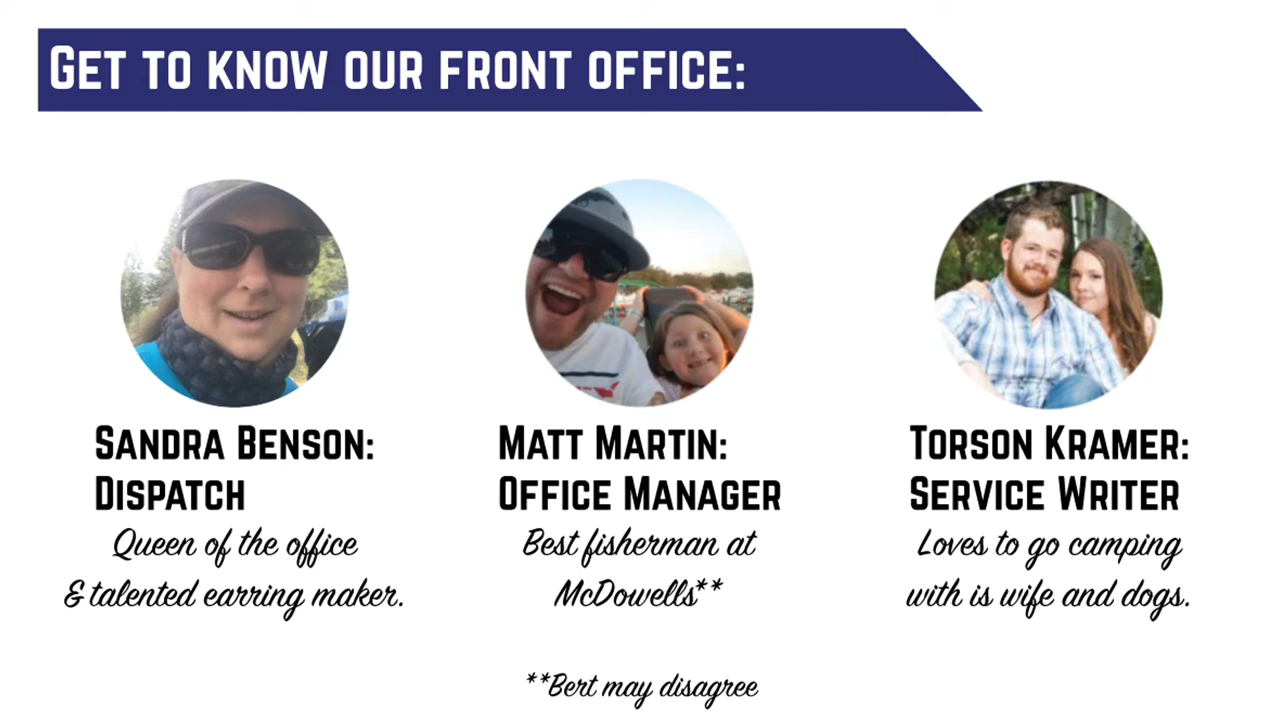 GET TO KNOW OUR FRONT OFFICE:
SANDRA BENSON:
DISPATCH
Queen of the office
& talented earring maker.
MATT MARTIN:
OFFICE MANAGER
Best fisherman at
McDowells**
TORSON KRAMER:
SERVICE WRITER
Loves to go camping
with is wife and dogs.
**Bert may disagree